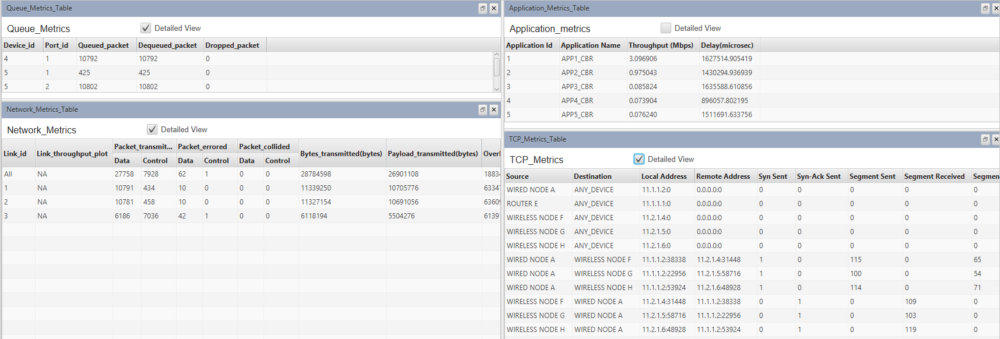 Queue_Metrics_Table
Queue_Metrics Detailed View
Device_id Port_id Queued_packet Dequeued_packet Dropped_packet
4 1 10792 10792 0
5 1 425 425 0
5 2 10802 10802 0
Network_Metrics_Table
Network_Metrics Detailed View
Link_id Link_throughput_plot Packet_transmit... Packet_errored Packet_collided Bytes_transmitted(bytes) Payload_transmitted(bytes) Overl
Data Control Data Control Data Control
All NA 27758 7928 62 1 0 0 28784598 26901108 18834
1 NA 10791 434 10 0 0 0 11339250 10705776 63347
2 NA 10781 458 10 0 0 0 11327154 10691056 63609
3 NA 6186 7036 42 1 0 0 6118194 5504276 61391
Application_Metrics_Table
Application_metrics Detailed View
Application Id Application Name Throughput (Mbps) Delay(microsec)
1 APP1_CBR 3.096906 1627514.905419
2 APP2_CBR 0.975043 1430294.936939
3 APP3_CBR 0.085824 1635588.610856
4 APP4_CBR 0.073904 896057.802195
5 APP5_CBR 0.076240 1511691.633756
TCP_Metrics_Table
TCP_Metrics Detailed View
Source Destination Local Address Remote Address Syn Sent Syn-Ack Sent Segment Sent Segment Received Segmen
WIRED NODE A ANY_DEVICE 11.1.1.2:0 0.0.0.0:0 0 0 0 0 0
ROUTER E ANY_DEVICE 11.1.1.1:0 0.0.0.0:0 0 0 0 0 0
WIRELESS NODE F ANY_DEVICE 11.2.1.4:0 0.0.0.0:0 0 0 0 0 0
WIRELESS NODE G ANY_DEVICE 11.2.1.5:0 0.0.0.0:0 0 0 0 0 0
WIRELESS NODE H ANY_DEVICE 11.2.1.6:0 0.0.0.0:0 0 0 0 0 0
WIRED NODE A WIRELESS NODE F 11.1.1.2:38338 11.2.1.4:31448 1 0 115 0 65
WIRED NODE A WIRELESS NODE G 11.1.1.2:22956 11.2.1.5:58716 1 0 100 0 54
WIRED NODE A WIRELESS NODE H 11.1.1.2:53924 11.2.1.6:48928 1 0 114 0 71
WIRELESS NODE F WIRED NODE A 11.2.1.4:31448 11.1.1.2:38338 0 1 0 109 0
WIRELESS NODE G WIRED NODE A 11.2.1.5:58716 11.1.1.2:22956 0 1 0 103 0
WIRELESS NODE H WIRED NODE A 11.2.1.6:48928 11.1.1.2:53924 0 1 0 119 0